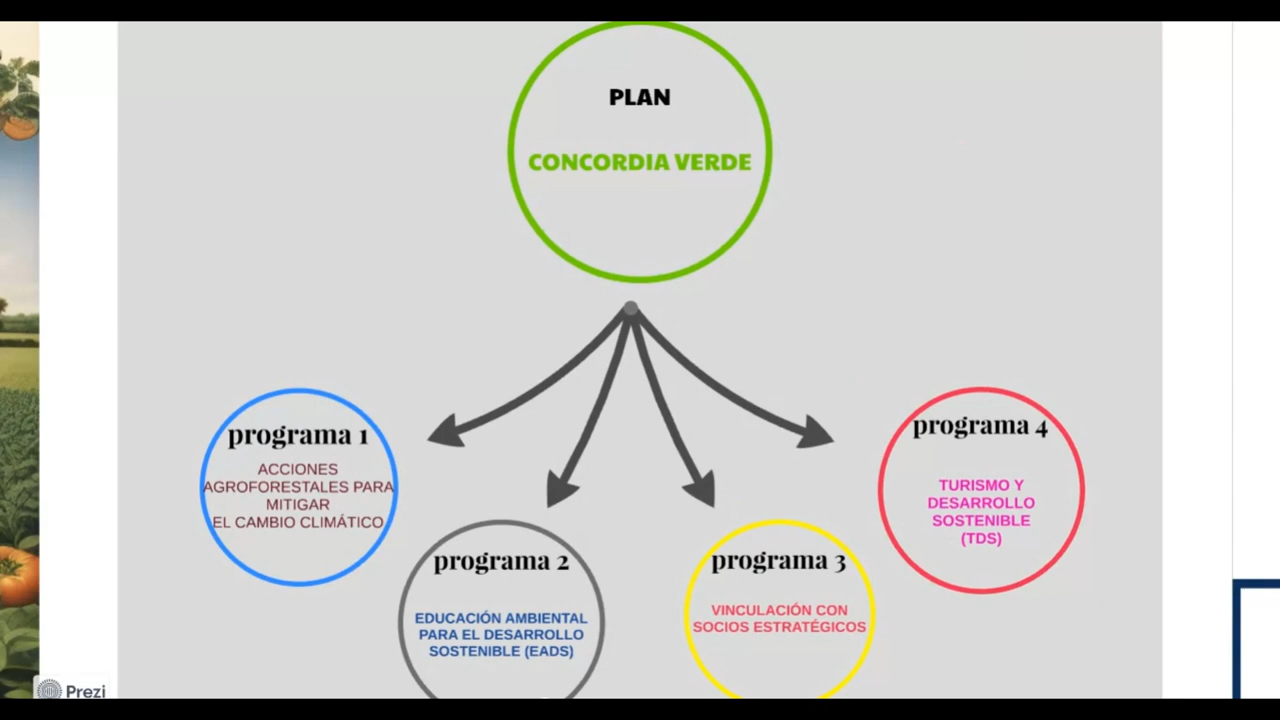 PLAN
CONCORDIA VERDE
programa 1
ACCIONES
AGROFORESTALES PARA
MITIGAR
EL CAMBIO CLIMÁTICO
programa 2
EDUCACIÓN AMBIENTAL
PARA EL DESARROLLO
SOSTENIBLE (EADS)
programa 3
VINCULACIÓN CON
SOCIOS ESTRATÉGICOS
programa 4
TURISMO Y
DESARROLLO
SOSTENIBLE
(TDS)
Prezi